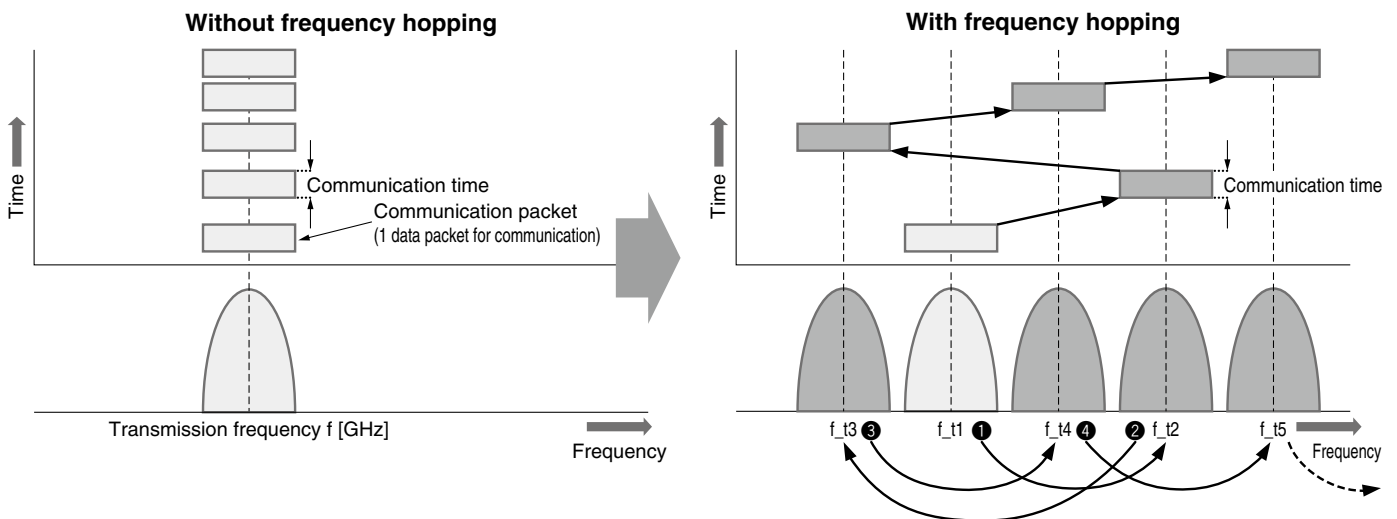 Without frequency hopping
Time
Communication time
Communication packet
(1 data packet for communication)
Transmission frequency f [GHz]
Frequency
With frequency hopping
Time
Communication time
f_t3 ❸
f_t1 ❶
f_t4 ❹
❷ f_t2
f_t5
Frequency